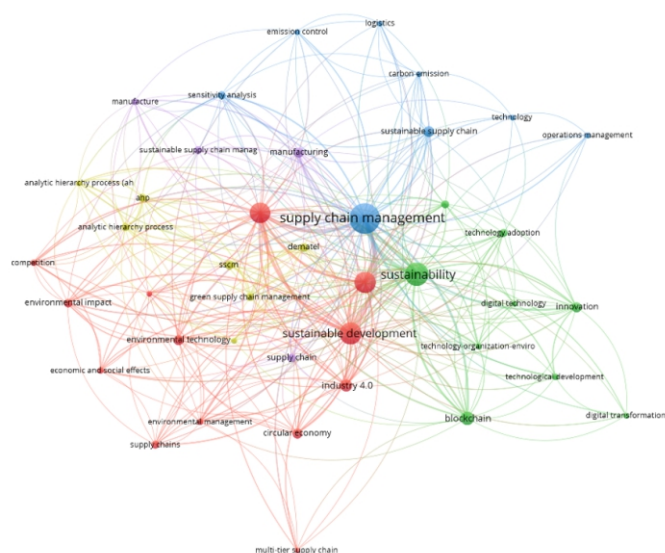 logistics
emission control
carbon emission
sensitivity analysis
manufacture
technology
sustainable supply chain
operations management
sustainable supply chain manag
manufacturing
analytic hierarchy process (ah
anp
supply chain management
analytic hierarchy process
technology adoption
dematel
competition
sscm
sustainability
green supply chain management
environmental impact
digital technology
innovation
sustainable development
environmental technology
technology-organization-enviro
supply chain
economic and social effects
technological development
industry 4.0
digital transformation
blockchain
environmental management
circular economy
supply chains
multi-tier supply chain